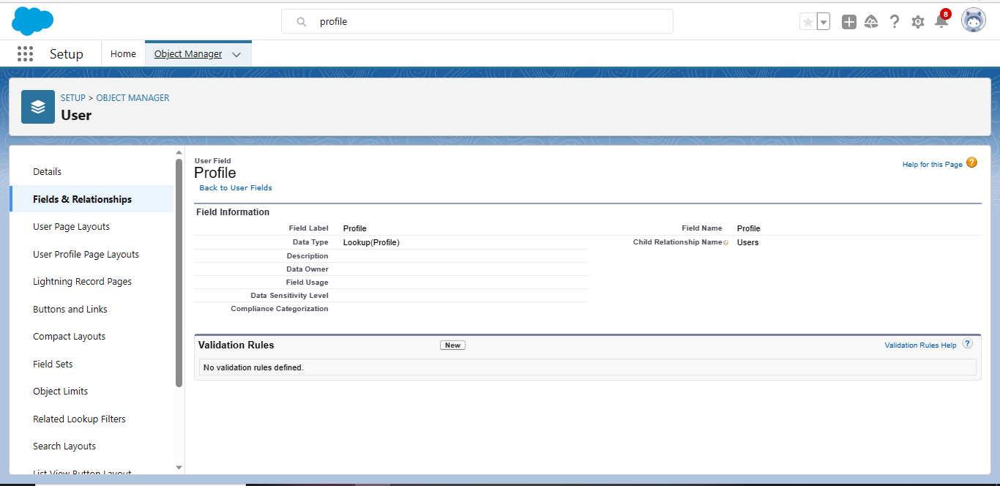 profile
8
Setup
Home
Object Manager
SETUP > OBJECT MANAGER
User
Details
Fields & Relationships
User Page Layouts
User Profile Page Layouts
Lightning Record Pages
Buttons and Links
Compact Layouts
Field Sets
Object Limits
Related Lookup Filters
Search Layouts
List View Button Layout
User Field
Profile
Back to User Fields
Help for this Page ?
Field Information
Field Label Profile Field Name Profile
Data Type Lookup(Profile) Child Relationship Name Users
Description
Data Owner
Field Usage
Data Sensitivity Level
Compliance Categorization
Validation Rules New Validation Rules Help ?
No validation rules defined.